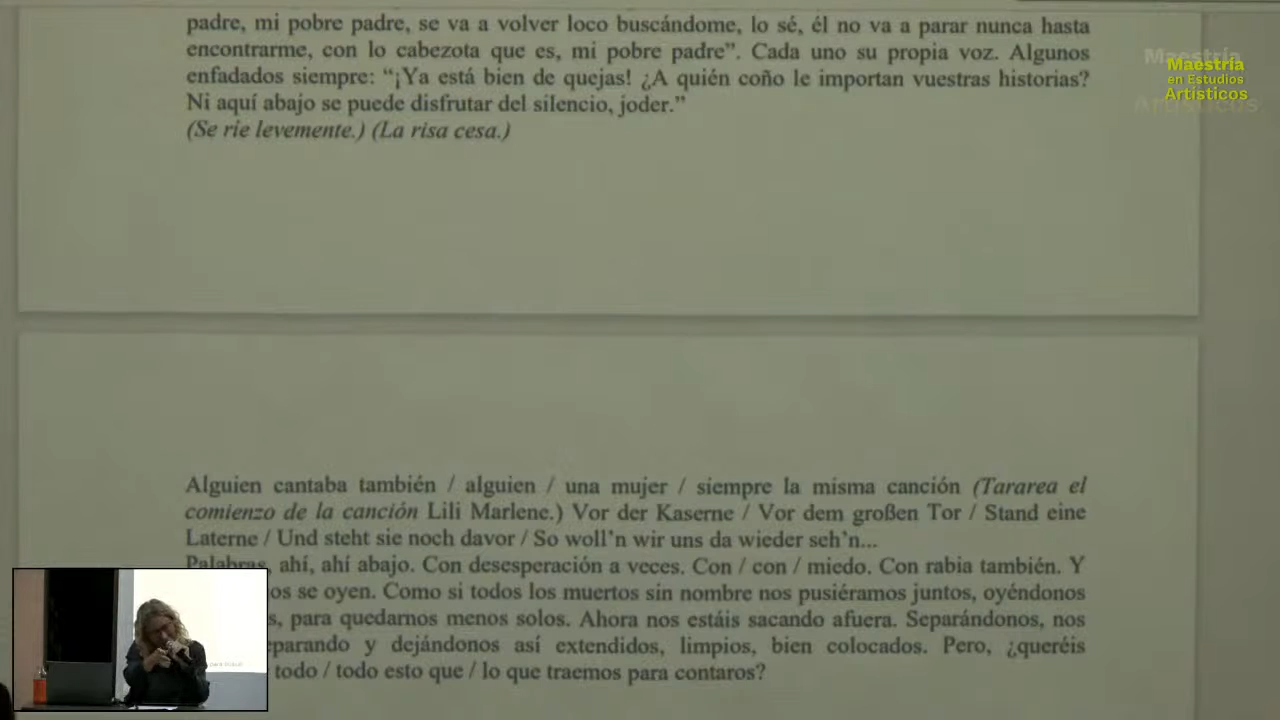 padre, mi pobre padre, se va a volver loco buscándome, lo sé, él no va a parar nunca hasta
encontrarme, con lo cabezota que es, mi pobre padre”. Cada uno su propia voz. Algunos
enfadados siempre: “¡Ya está bien de quejas! ¿A quién coño le importan vuestras historias?
Ni aquí abajo se puede disfrutar del silencio, joder.”
(Se ríe levemente.) (La risa cesa.)
Maestría
en Estudios
Artísticos
Alguien cantaba también / alguien / una mujer / siempre la misma canción (Tararea el
comienzo de la canción Lili Marlene.) Vor der Kaserne / Vor dem großen Tor / Stand eine
Laterne / Und steht sie noch davor / So woll’n wir uns da wieder seh’n...
Palabras, ahí, ahí abajo. Con desesperación a veces. Con / con / miedo. Con rabia también. Y
os se oyen. Como si todos los muertos sin nombre nos pusiéramos juntos, oyéndonos
s, para quedarnos menos solos. Ahora nos estáis sacando afuera. Separándonos, nos
eparando y dejándonos así extendidos, limpios, bien colocados. Pero, ¿queréis
todo / todo esto que / lo que traemos para contaros?